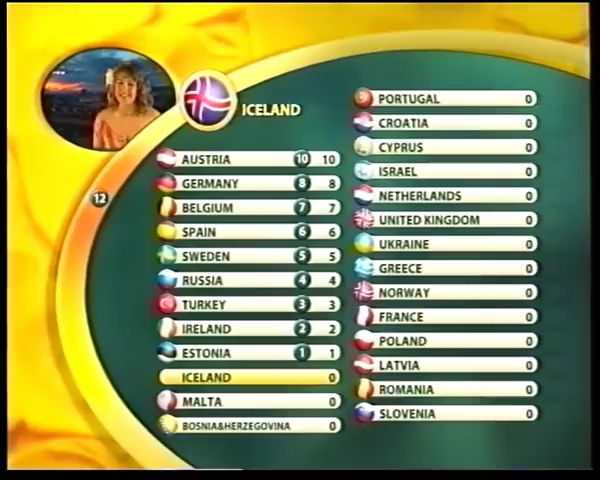 ICELAND
12
AUSTRIA 10 10
GERMANY 8 8
BELGIUM 7 7
SPAIN 6 6
SWEDEN 5 5
RUSSIA 4 4
TURKEY 3 3
IRELAND 2 2
ESTONIA 1 1
ICELAND 0
MALTA 0
BOSNIA&HERZEGOVINA 0
PORTUGAL 0
CROATIA 0
CYPRUS 0
ISRAEL 0
NETHERLANDS 0
UNITED KINGDOM 0
UKRAINE 0
GREECE 0
NORWAY 0
FRANCE 0
POLAND 0
LATVIA 0
ROMANIA 0
SLOVENIA 0